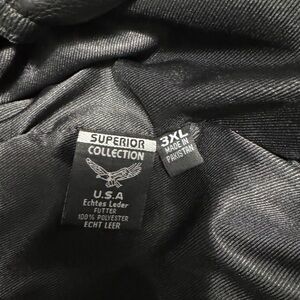 SUPERIOR
COLLECTION
U.S.A
Echtes Leder
FUTTER
100% POLYESTER
ECHT LEER
3XL
MADE IN
PAKISTAN